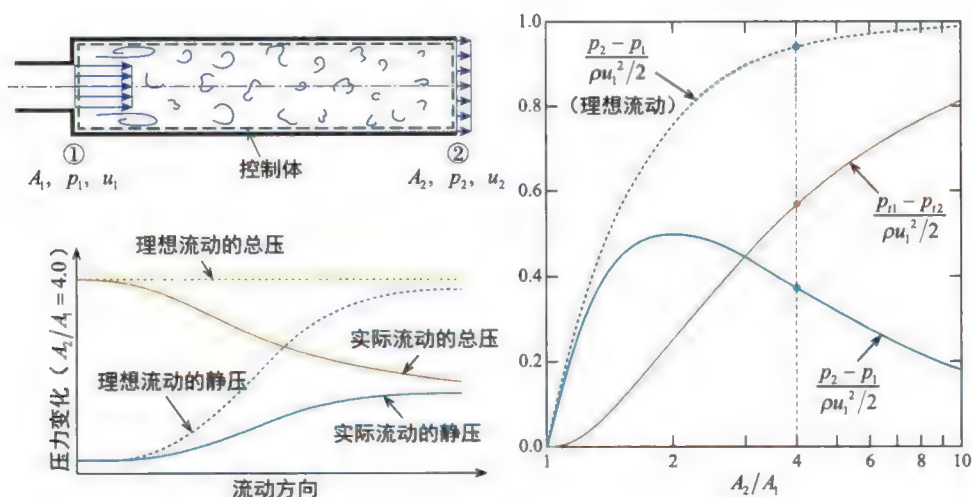 ①
②
控制体
A₁, p₁, u₁
A₂, p₂, u₂
压力变化（A₂/A₁ = 4.0）
理想流动的总压
实际流动的总压
理想流动的静压
实际流动的静压
流动方向
1.0
0.8
0.6
0.4
0.2
0.0
p₂ − p₁
ρu₁²/2
（理想流动）
pₜ₁ − pₜ₂
ρu₁²/2
p₂ − p₁
ρu₁²/2
1 2 4 6 8 10
A₂/A₁